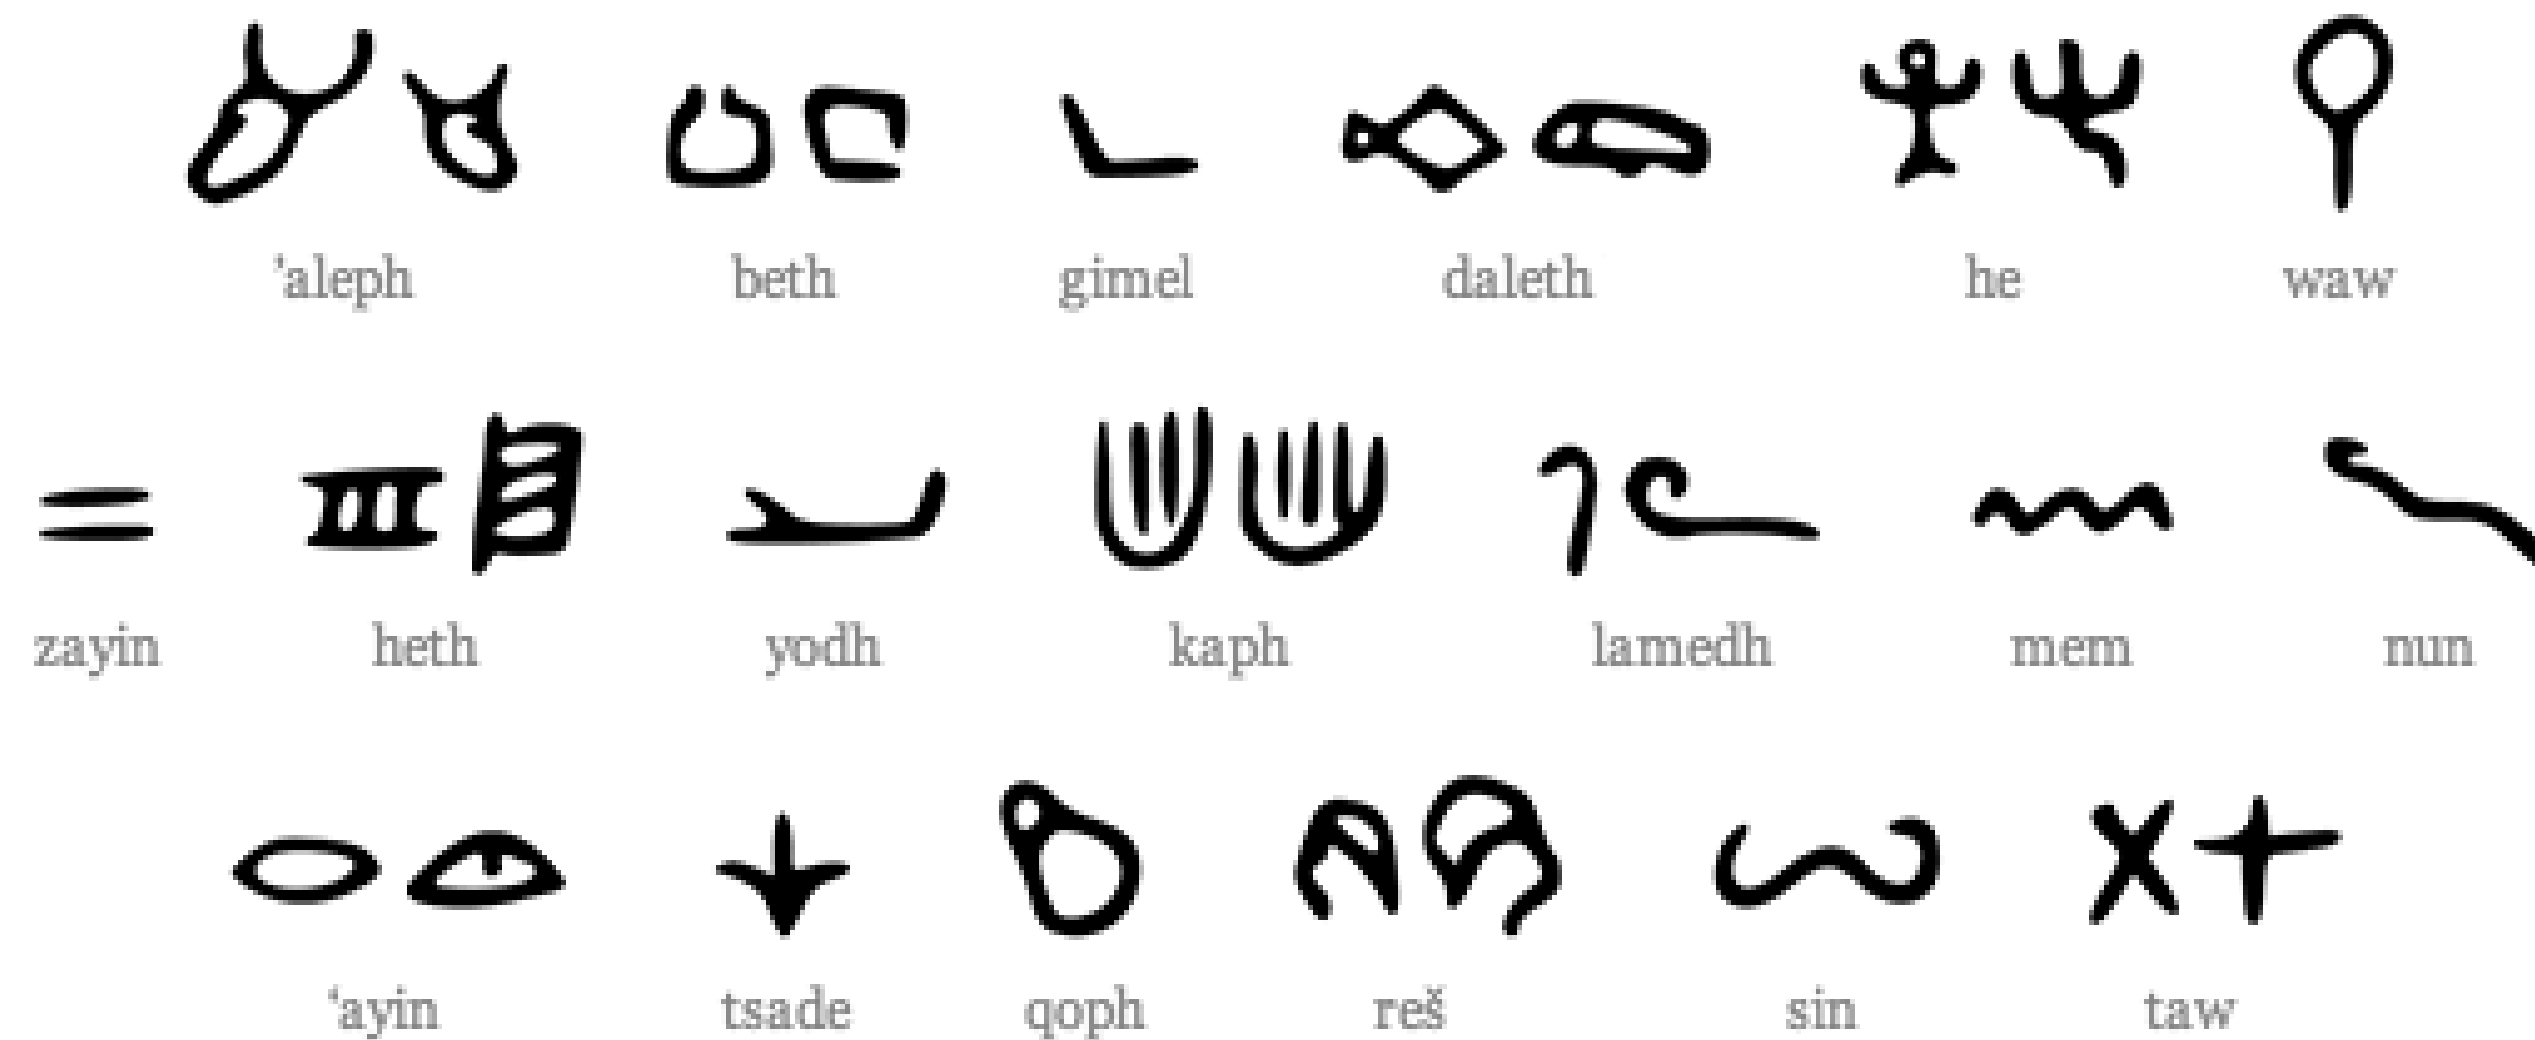 'aleph beth gimel daleth he waw
zayin heth yodh kaph lamedh mem nun
‘ayin tsade qoph reš sin taw